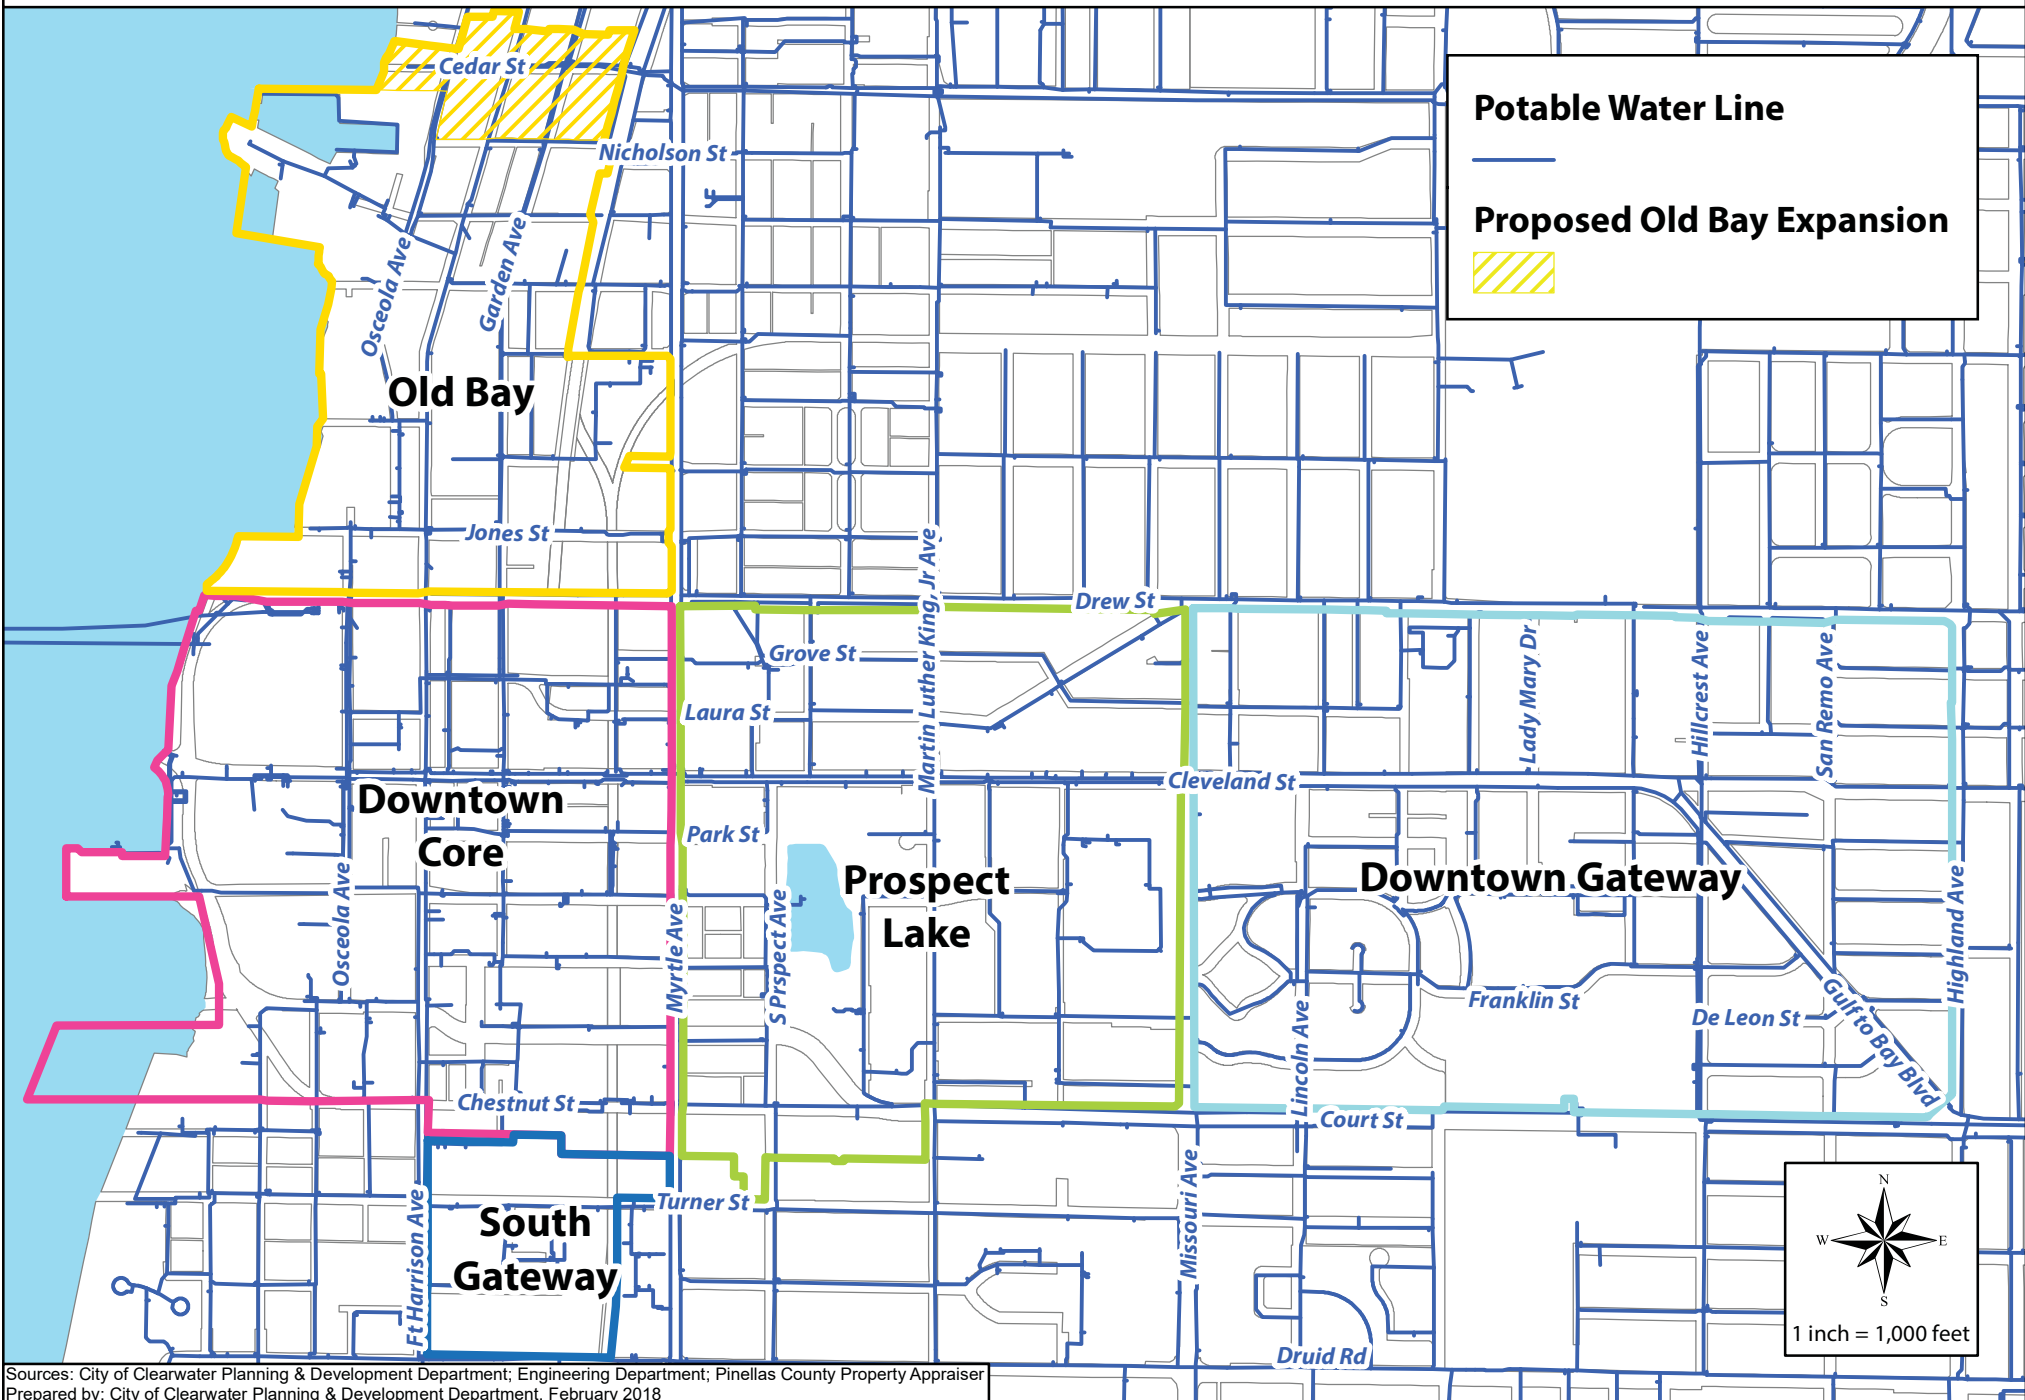 Cedar St
Potable Water Line
Nicholson St
Proposed Old Bay Expansion
Osceola Ave
Garden Ave
Old Bay
Jones St
Martin Luther King, Jr Ave
Drew St
Grove St
Lady Mary Dr
Hillcrest Ave
San Remo Ave
Laura St
Cleveland St
Downtown
Core
Park St
Prospect
Lake
Downtown Gateway
Osceola Ave
Myrtle Ave
S Prspect Ave
Highland Ave
Franklin St
Lincoln Ave
De Leon St
Gulf to Bay Blvd
Chestnut St
Court St
Ft Harrison Ave
Turner St
Missouri Ave
South
Gateway
N
W
E
S
1 inch = 1,000 feet
Druid Rd
Sources: City of Clearwater Planning & Development Department; Engineering Department; Pinellas County Property Appraiser
Prepared by: City of Clearwater Planning & Development Department, February 2018